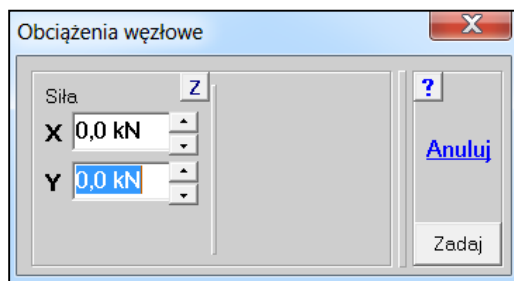 Obciążenia węzłowe
X
Siła
Z
?
X 0,0 kN
Anuluj
Y 0,0 kN
Zadaj